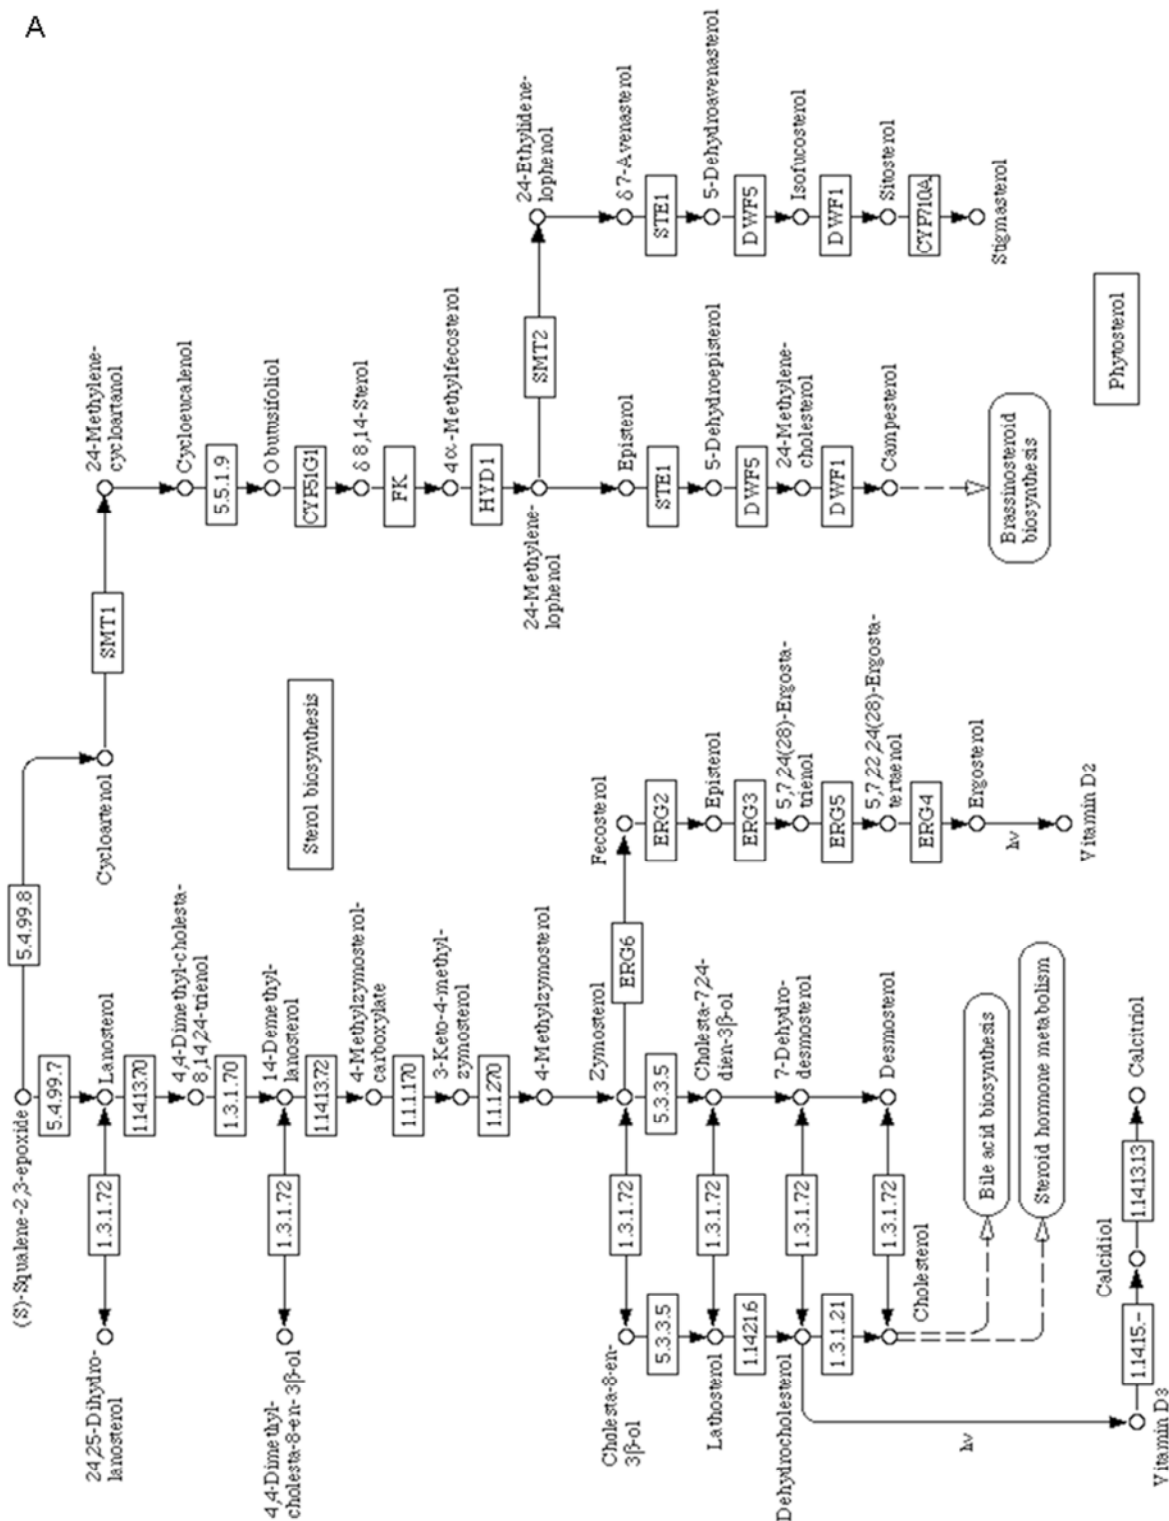 A
(S)-Squalene-2,3-epoxide
5.4.99.8
5.4.99.7
Cycloartenol
SMT1
24-Methylene-
cycloartanol
Cycloeucalenol
5.5.1.9
Obtusifoliol
CYP51G1
δ 8,14-Sterol
FK
4α-Methylfecosterol
HYD1
24-Methylene-
lophenol
SMT2
24-Ethylidene-
lophenol
δ 7-Avenasterol
STE1
5-Dehydroavenasterol
DWF5
Isofucosterol
DWF1
Sitosterol
CYP710A
Stigmasterol
Episterol
STE1
5-Dehydroepisterol
DWF5
24-Methylene-
cholesterol
DWF1
Campesterol
Brassinosteroid
biosynthesis
Phytosterol
Sterol biosynthesis
Lanosterol
1.3.1.72
24,25-Dihydro-
lanosterol
1.14.13.70
4,4-Dimethyl-cholesta-
8,14,24-trienol
1.3.1.70
14-Demethyl-
lanosterol
1.3.1.72
4,4-Dimethyl-
cholesta-8-en-3β-ol
1.14.13.72
4-Methylzymosterol-
carboxylate
1.1.1.170
3-Keto-4-methyl-
zymosterol
1.1.1.270
4-Methylzymosterol
Zymosterol
ERG6
Fecosterol
ERG2
Episterol
ERG3
5,7,24(28)-Ergosta-
trienol
ERG5
5,7,22,24(28)-Ergosta-
tertaenol
ERG4
Ergosterol
hν
Vitamin D2
1.3.1.72
Cholesta-8-en-
3β-ol
5.3.3.5
5.3.3.5
Cholesta-7,24-
dien-3β-ol
1.3.1.72
Lathosterol
1.14.21.6
7-Dehydro-
desmosterol
1.3.1.72
Dehydrocholesterol
1.3.1.21
Desmosterol
1.3.1.72
Cholesterol
Bile acid biosynthesis
Steroid hormone metabolism
hν
Vitamin D3
1.14.15.-
Calcidiol
1.14.13.13
Calcitriol